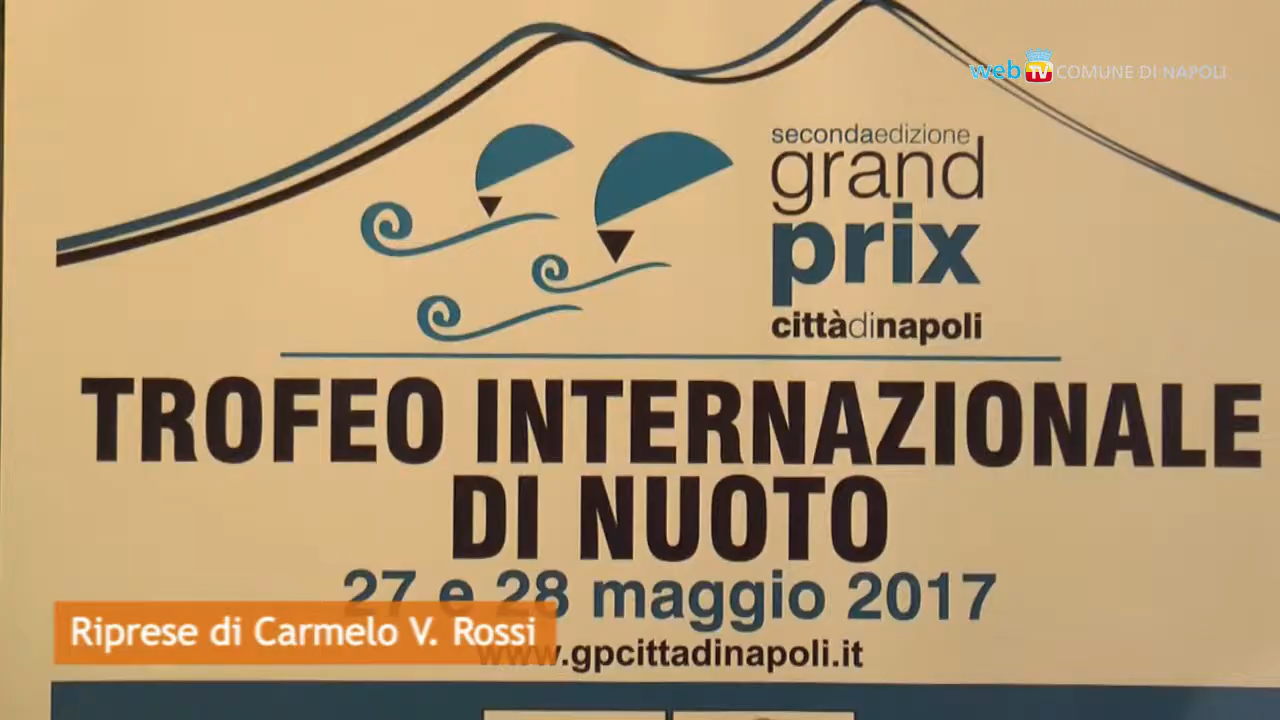 web TV COMUNE DI NAPOLI
secondaedizione
grand
prix
cittàdinapoli
TROFEO INTERNAZIONALE
DI NUOTO
27 e 28 maggio 2017
Riprese di Carmelo V. Rossi
www.gpcittadinapoli.it